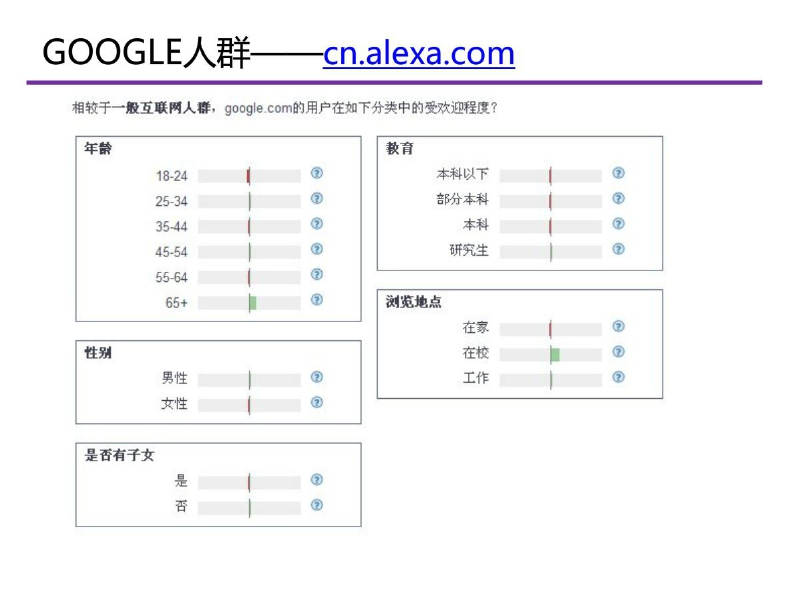 GOOGLE人群——cn.alexa.com
相较于一般互联网人群，google.com的用户在如下分类中的受欢迎程度？
年龄
18-24
25-34
35-44
45-54
55-64
65+
性别
男性
女性
是否有子女
是
否
教育
本科以下
部分本科
本科
研究生
浏览地点
在家
在校
工作